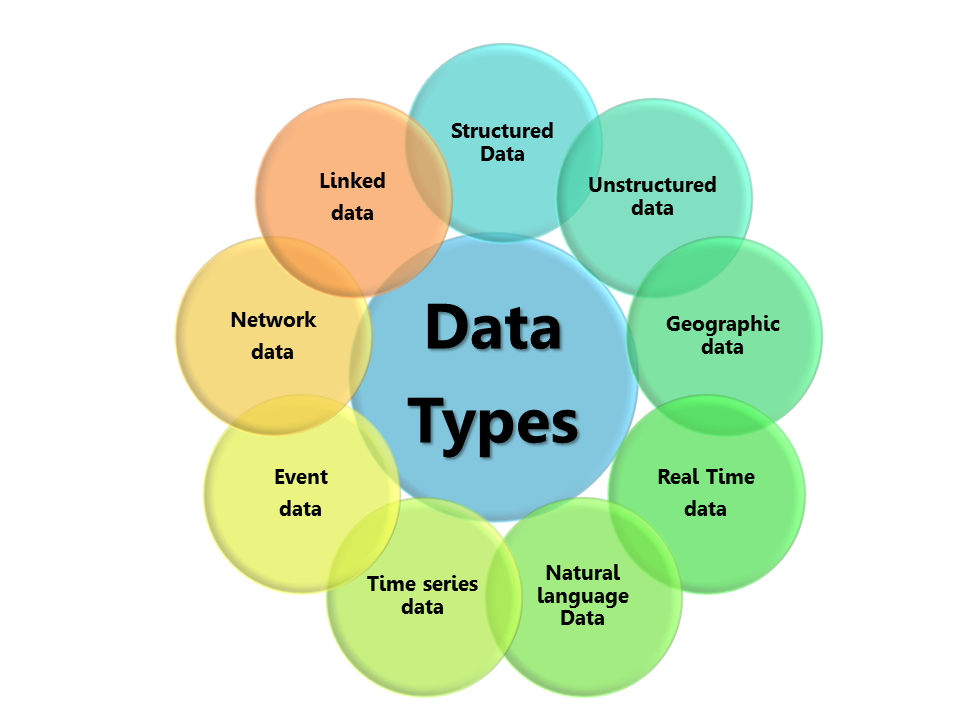 Structured
Data
Unstructured
data
Geographic
data
Real Time
data
Natural
language
Data
Time series
data
Event
data
Network
data
Linked
data
Data
Types